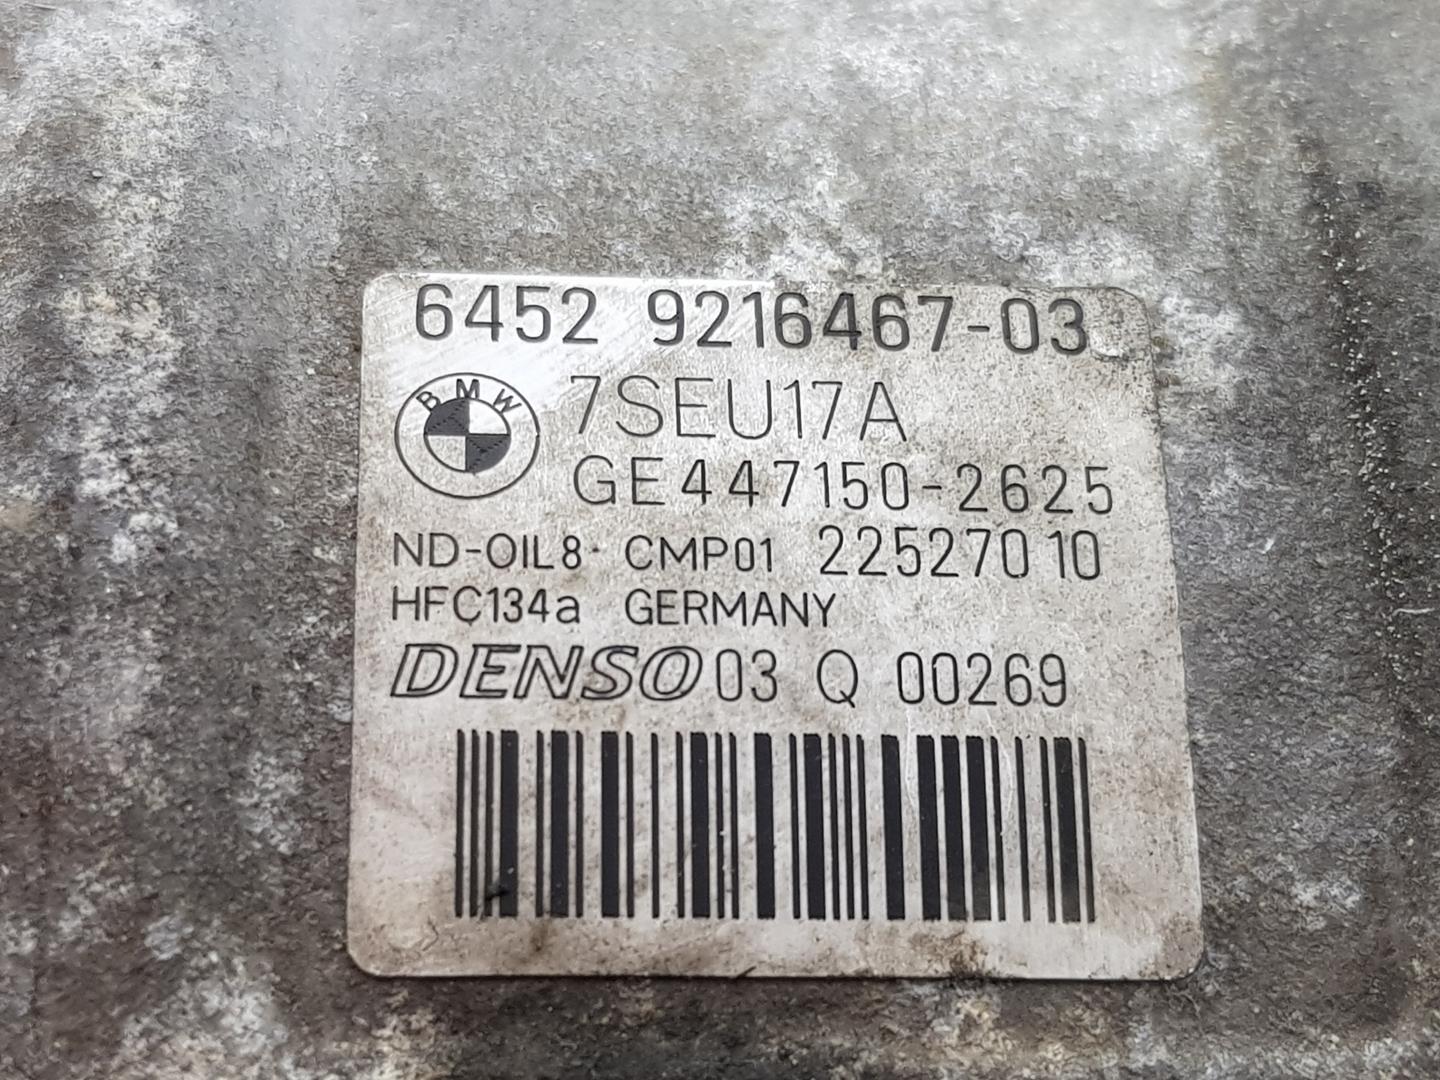 6452 9216467-03
BMW 7SEU17A
GE447150-2625
ND-OIL8 CMP01 22527010
HFC134a GERMANY
DENSO 03 Q 00269